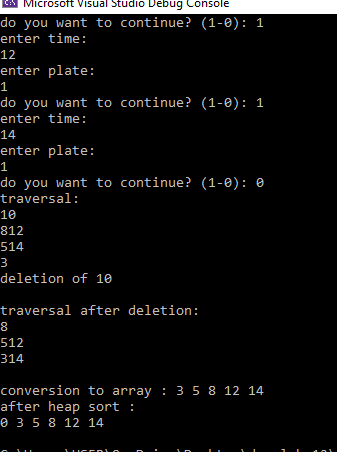 Microsoft Visual Studio Debug Console
do you want to continue? (1-0): 1
enter time:
12
enter plate:
1
do you want to continue? (1-0): 1
enter time:
14
enter plate:
1
do you want to continue? (1-0): 0
traversal:
10
812
514
3
deletion of 10
traversal after deletion:
8
512
314
conversion to array : 3 5 8 12 14
after heap sort :
0 3 5 8 12 14